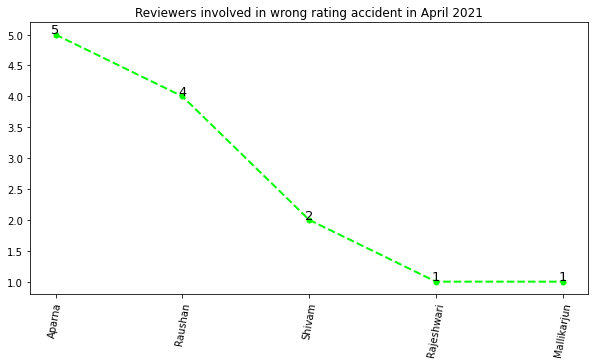 Reviewers involved in wrong rating accident in April 2021
5.0
4.5
4.0
3.5
3.0
2.5
2.0
1.5
1.0
5
4
2
1
1
Aparna
Raushan
Shivam
Rajeshwari
Mallikarjun